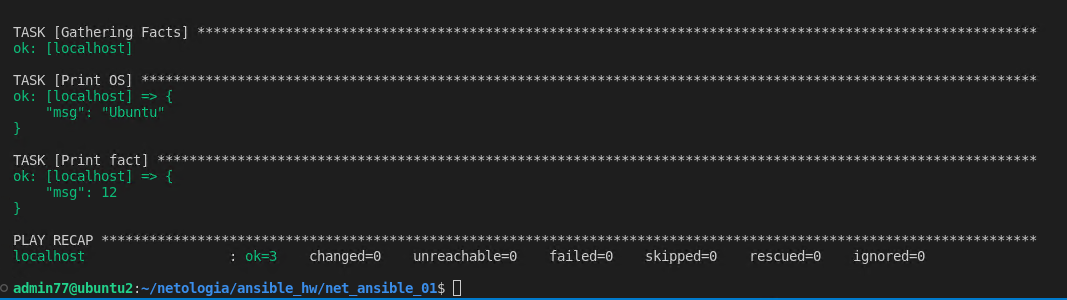 TASK [Gathering Facts] *********************************************************************************************************
ok: [localhost]
TASK [Print OS] ****************************************************************************************************************
ok: [localhost] => {
    "msg": "Ubuntu"
}
TASK [Print fact] **************************************************************************************************************
ok: [localhost] => {
    "msg": 12
}
PLAY RECAP *********************************************************************************************************************
localhost                  : ok=3    changed=0    unreachable=0    failed=0    skipped=0    rescued=0    ignored=0
admin77@ubuntu2:~/netologia/ansible_hw/net_ansible_01$